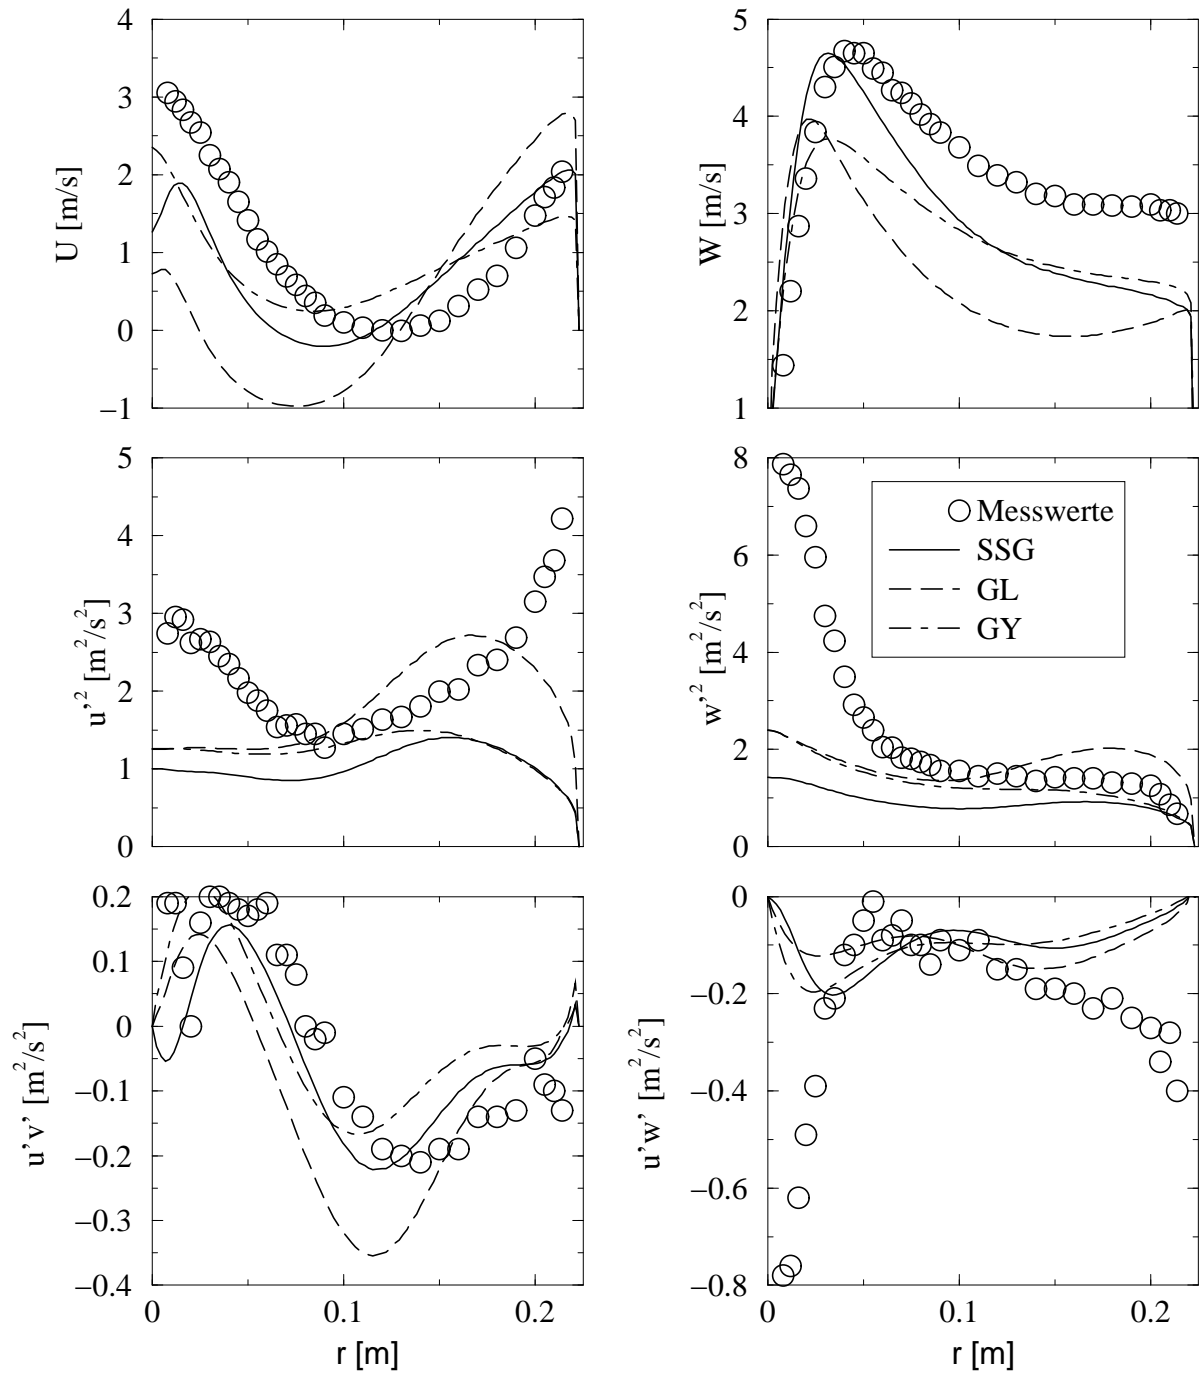 4
3
2
1
0
−1
U [m/s]
5
4
3
2
1
W [m/s]
5
4
3
2
1
0
u'² [m²/s²]
8
6
4
2
0
w'² [m²/s²]
Messwerte
SSG
GL
GY
0.2
0.1
0
−0.1
−0.2
−0.3
−0.4
u'v' [m²/s²]
0 0.1 0.2
r [m]
0
−0.2
−0.4
−0.6
−0.8
u'w' [m²/s²]
0 0.1 0.2
r [m]